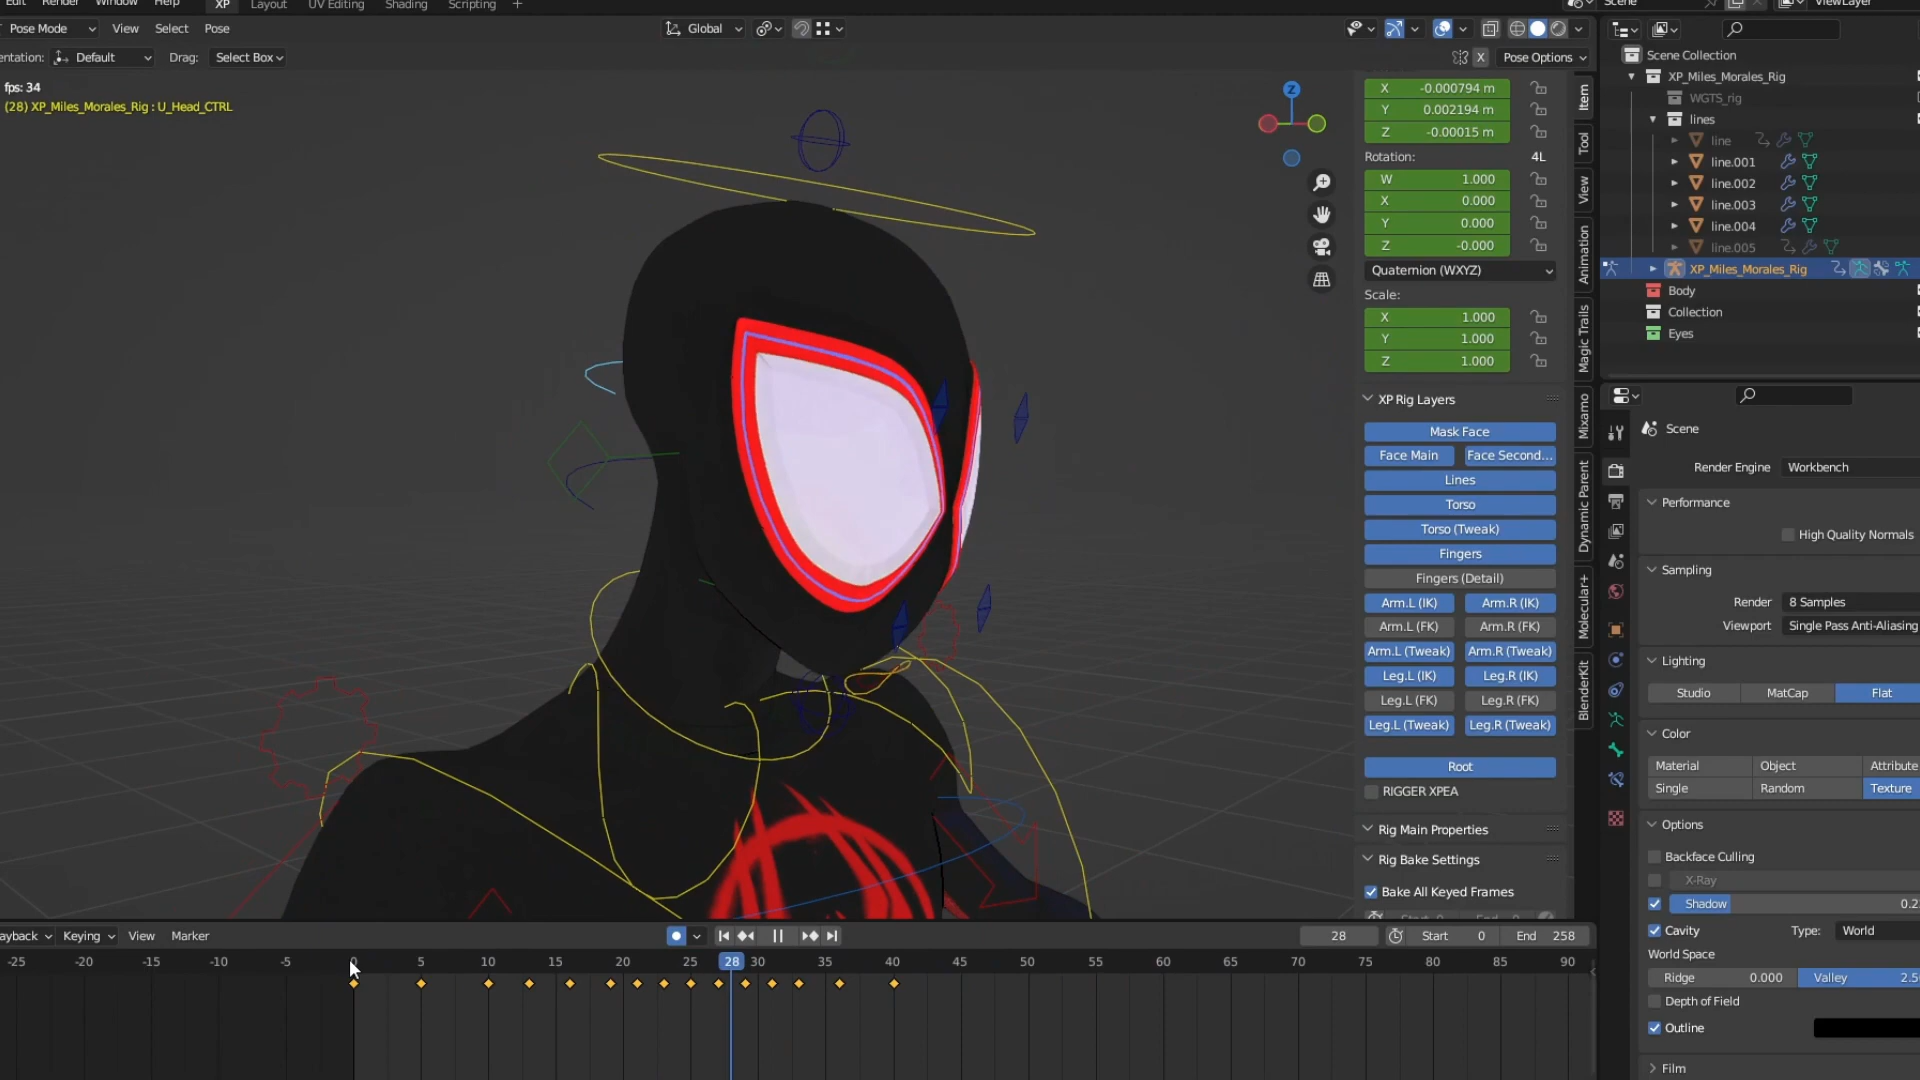 Edit Render Window Help XP Layout UV Editing Shading Scripting + Scene ViewLayer
Pose Mode View Select Pose Global
entation: Default Drag: Select Box X Pose Options
fps: 34
(28) XP_Miles_Morales_Rig : U_Head_CTRL
Z
X -0.000794 m
Y 0.002194 m
Z -0.00015 m
Rotation: 4L
W 1.000
X 0.000
Y 0.000
Z -0.000
Quaternion (WXYZ)
Scale:
X 1.000
Y 1.000
Z 1.000
XP Rig Layers
Mask Face
Face Main Face Second...
Lines
Torso
Torso (Tweak)
Fingers
Fingers (Detail)
Arm.L (IK) Arm.R (IK)
Arm.L (FK) Arm.R (FK)
Arm.L (Tweak) Arm.R (Tweak)
Leg.L (IK) Leg.R (IK)
Leg.L (FK) Leg.R (FK)
Leg.L (Tweak) Leg.R (Tweak)
Root
RIGGER XPEA
Rig Main Properties
Rig Bake Settings
Bake All Keyed Frames
Start 0 End 0
Item
Tool
View
Animation
Magic Trails
Mixamo
Dynamic Parent
Molecular+
BlenderKit
Scene Collection
XP_Miles_Morales_Rig
WGTS_rig
lines
line
line.001
line.002
line.003
line.004
line.005
XP_Miles_Morales_Rig
Body
Collection
Eyes
Scene
Render Engine Workbench
Performance
High Quality Normals
Sampling
Render 8 Samples
Viewport Single Pass Anti-Aliasing
Lighting
Studio MatCap Flat
Color
Material Object Attribute
Single Random Texture
Options
Backface Culling
X-Ray
Shadow 0.2
Cavity Type: World
World Space
Ridge 0.000 Valley 2.5
Depth of Field
Outline
Film
ayback Keying View Marker 28 Start 0 End 258
-25 -20 -15 -10 -5 0 5 10 15 20 25 28 30 35 40 45 50 55 60 65 70 75 80 85 90